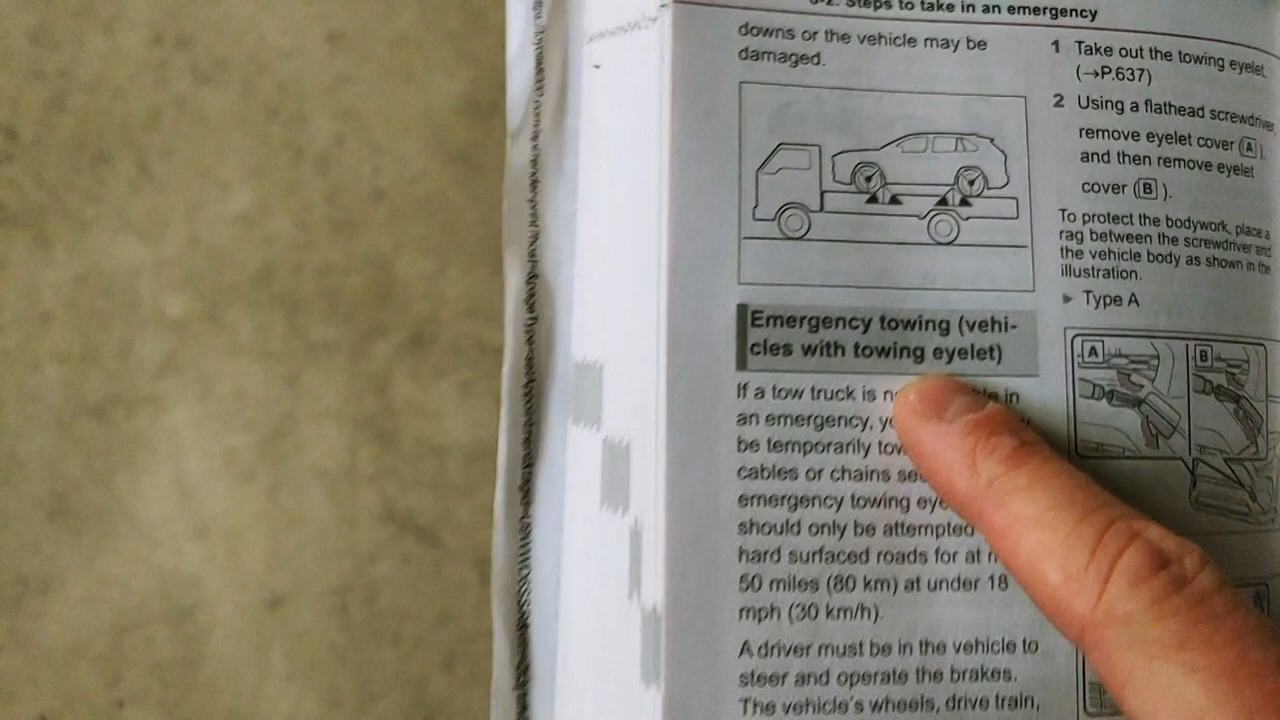 Steps to take in an emergency
downs or the vehicle may be
damaged.
Emergency towing (vehi-
cles with towing eyelet)
If a tow truck is in
an emergency,
be temporarily
cables or chains
emergency towing
should only be attempted
hard surfaced roads for at
50 miles (80 km) at under 18
mph (30 km/h).
A driver must be in the vehicle to
steer and operate the brakes.
The vehicle's wheels, drive train,
1 Take out the towing eyelet.
(→P.637)
2 Using a flathead screwdriver,
remove eyelet cover (A),
and then remove eyelet
cover (B).
To protect the bodywork, place a
rag between the screwdriver and
the vehicle body as shown in the
illustration.
▶ Type A
A
B